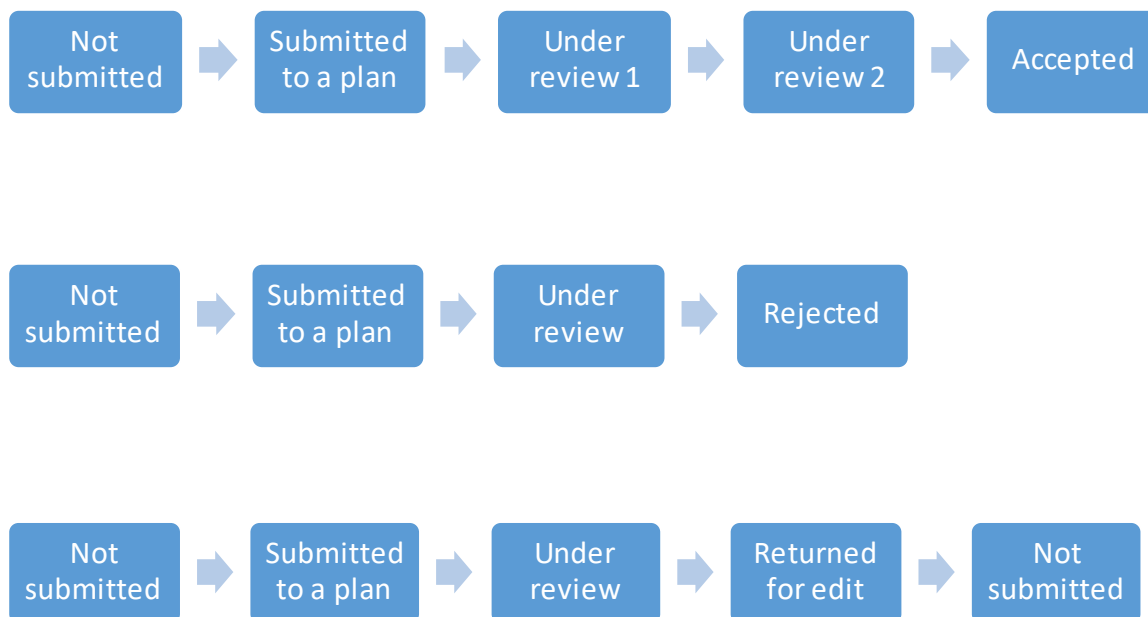 Not
submitted
Submitted
to a plan
Under
review 1
Under
review 2
Accepted
Not
submitted
Submitted
to a plan
Under
review
Rejected
Not
submitted
Submitted
to a plan
Under
review
Returned
for edit
Not
submitted